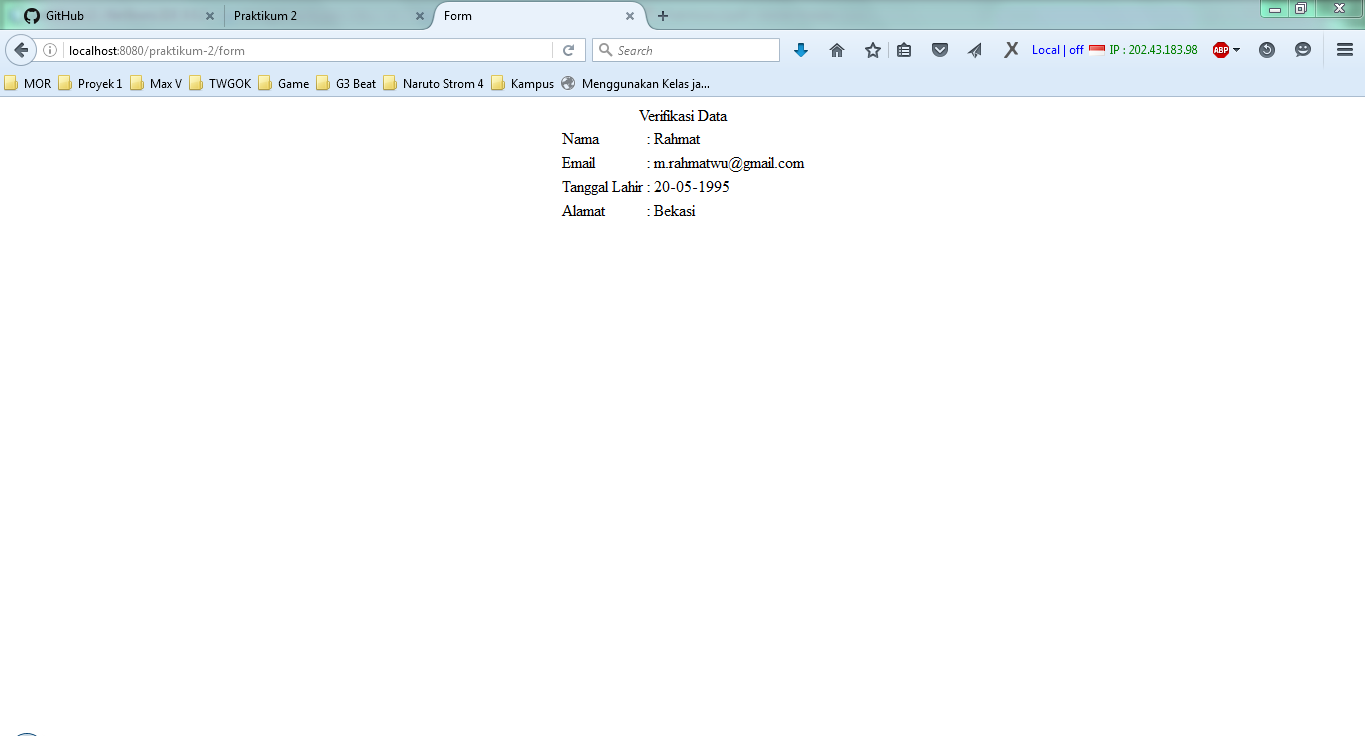 GitHub Praktikum 2 Form
localhost:8080/praktikum-2/form Search ABP Local | off IP : 202.43.183.98
MOR Proyek 1 Max V TWGOK Game G3 Beat Naruto Strom 4 Kampus Menggunakan Kelas ja...
Verifikasi Data
Nama : Rahmat
Email : m.rahmatwu@gmail.com
Tanggal Lahir : 20-05-1995
Alamat : Bekasi